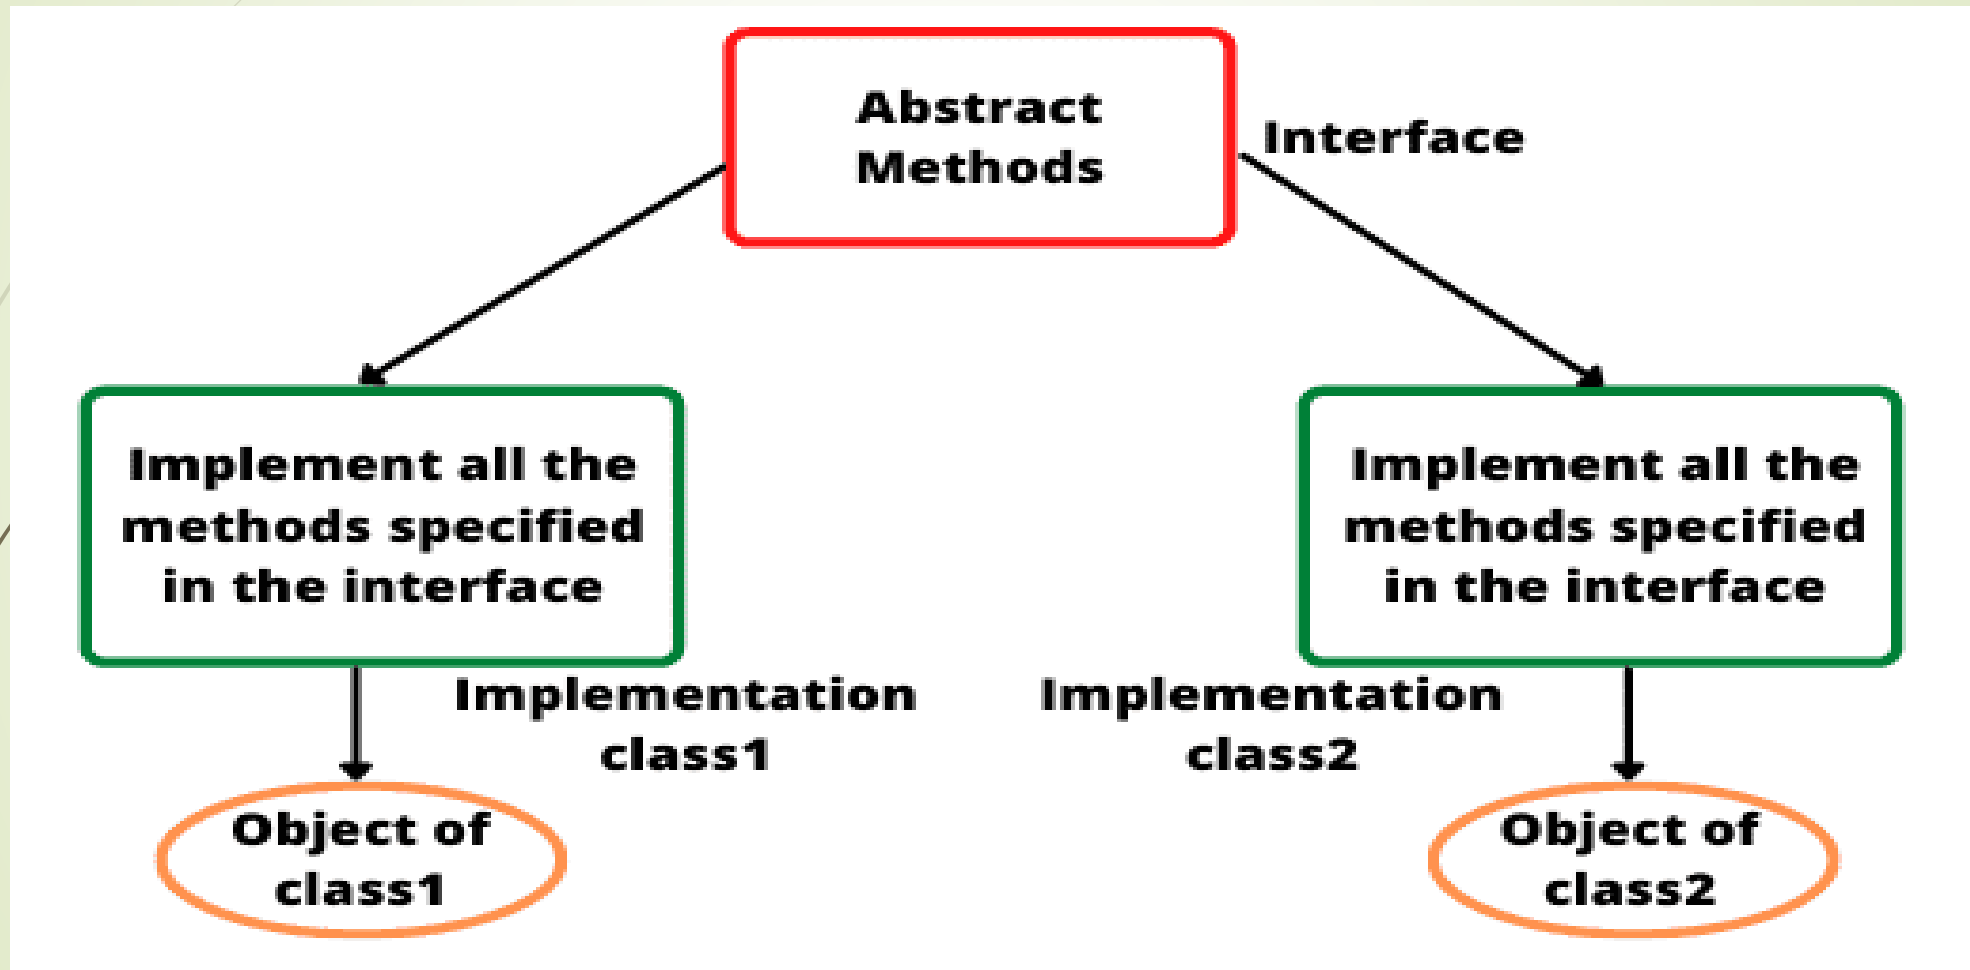 Abstract
Methods
Interface
Implement all the
methods specified
in the interface
Implement all the
methods specified
in the interface
Implementation
class1
Implementation
class2
Object of
class1
Object of
class2